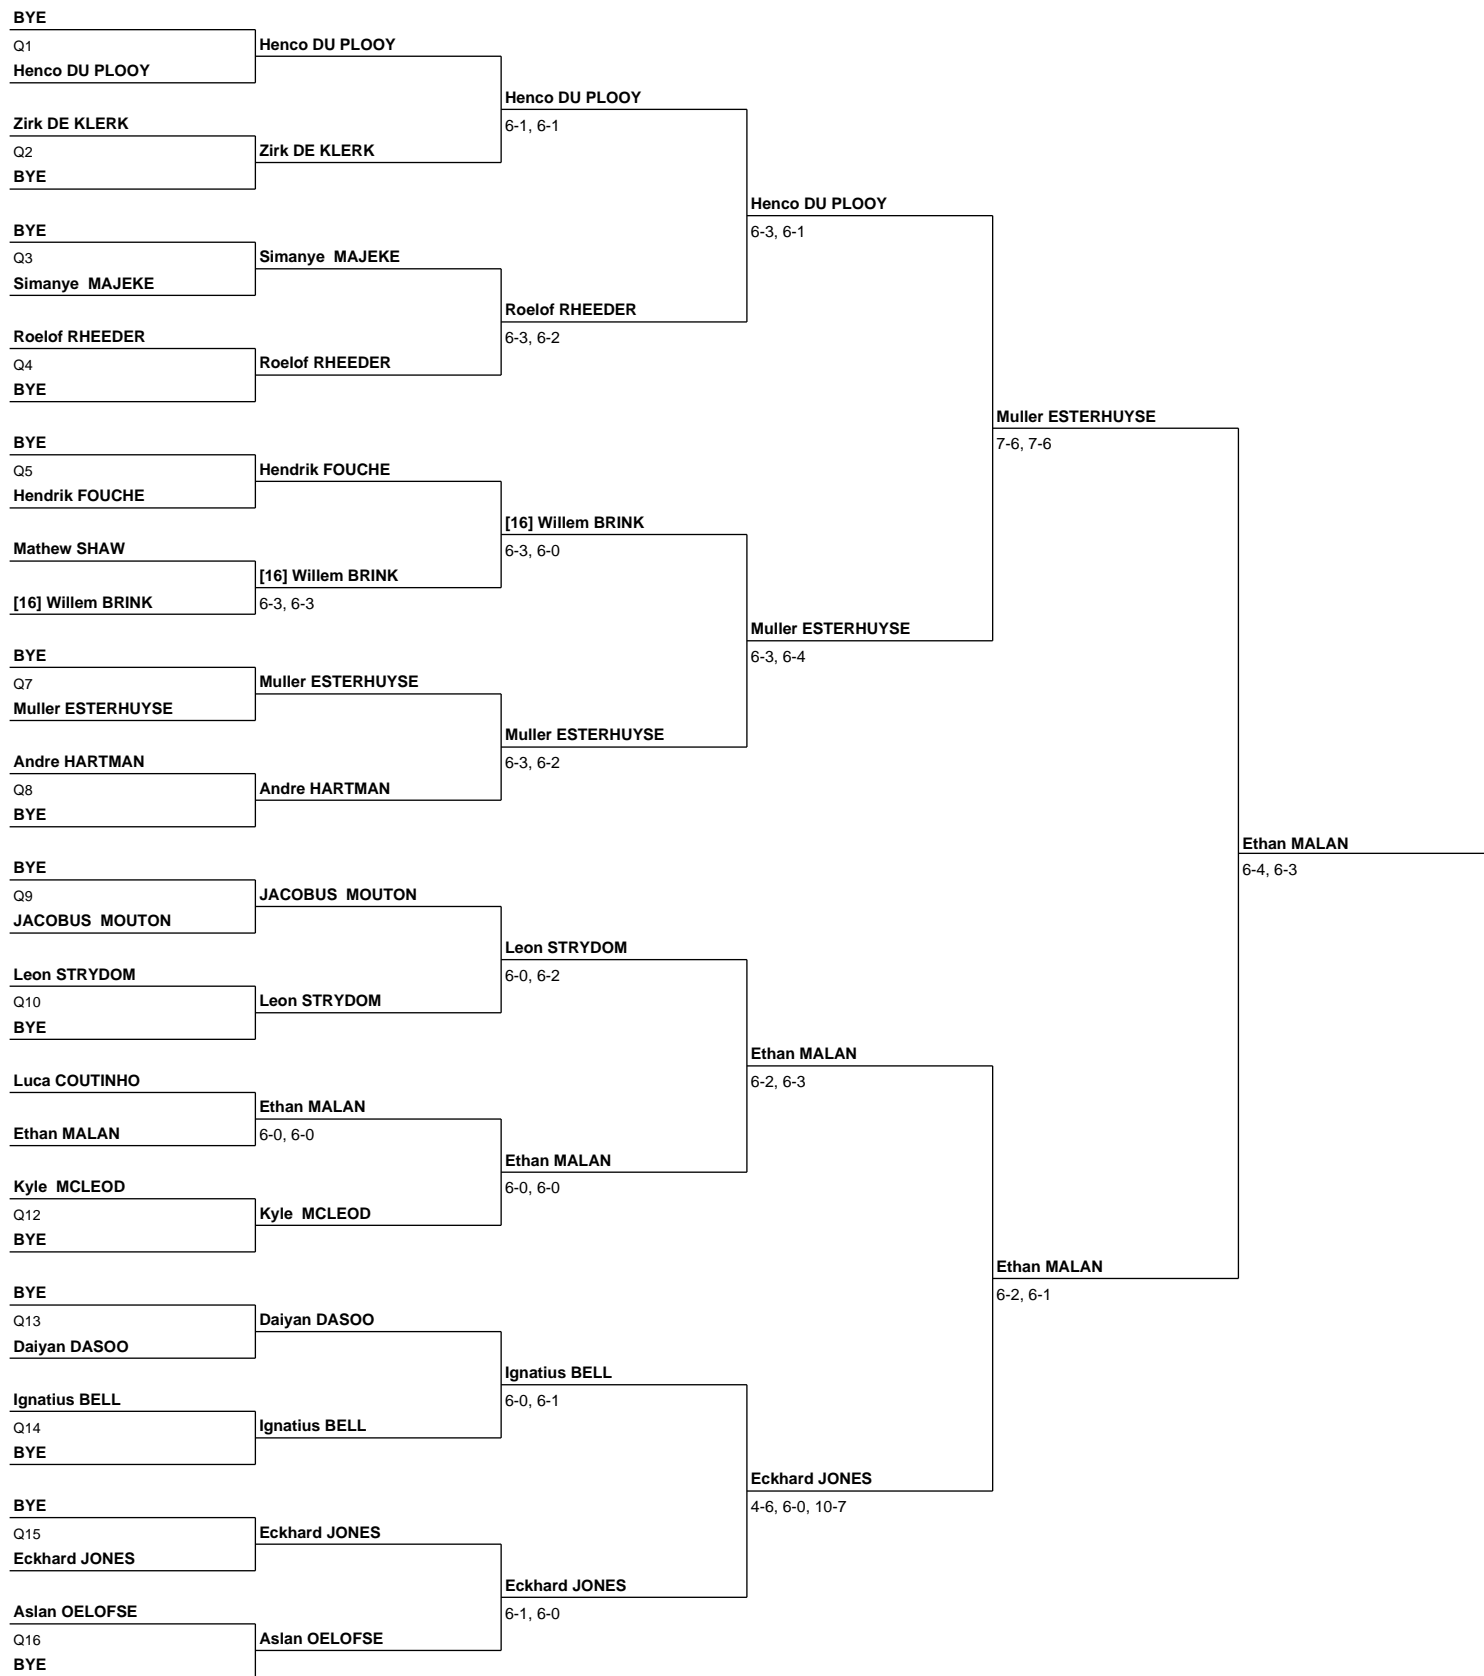 BYE
Q1
Henco DU PLOOY
Henco DU PLOOY
Henco DU PLOOY
6-1, 6-1
Zirk DE KLERK
Q2
BYE
Zirk DE KLERK
Henco DU PLOOY
6-3, 6-1
BYE
Q3
Simanye MAJEKE
Simanye MAJEKE
Roelof RHEEDER
6-3, 6-2
Roelof RHEEDER
Q4
BYE
Roelof RHEEDER
Muller ESTERHUYSE
7-6, 7-6
BYE
Q5
Hendrik FOUCHE
Hendrik FOUCHE
[16] Willem BRINK
6-3, 6-0
Mathew SHAW
[16] Willem BRINK
[16] Willem BRINK
6-3, 6-3
Muller ESTERHUYSE
6-3, 6-4
BYE
Q7
Muller ESTERHUYSE
Muller ESTERHUYSE
Muller ESTERHUYSE
6-3, 6-2
Andre HARTMAN
Q8
BYE
Andre HARTMAN
Ethan MALAN
6-4, 6-3
BYE
Q9
JACOBUS MOUTON
JACOBUS MOUTON
Leon STRYDOM
6-0, 6-2
Leon STRYDOM
Q10
BYE
Leon STRYDOM
Ethan MALAN
6-2, 6-3
Luca COUTINHO
Ethan MALAN
Ethan MALAN
6-0, 6-0
Ethan MALAN
6-0, 6-0
Kyle MCLEOD
Q12
BYE
Kyle MCLEOD
Ethan MALAN
6-2, 6-1
BYE
Q13
Daiyan DASOO
Daiyan DASOO
Ignatius BELL
6-0, 6-1
Ignatius BELL
Q14
BYE
Ignatius BELL
Eckhard JONES
4-6, 6-0, 10-7
BYE
Q15
Eckhard JONES
Eckhard JONES
Eckhard JONES
6-1, 6-0
Aslan OELOFSE
Q16
BYE
Aslan OELOFSE